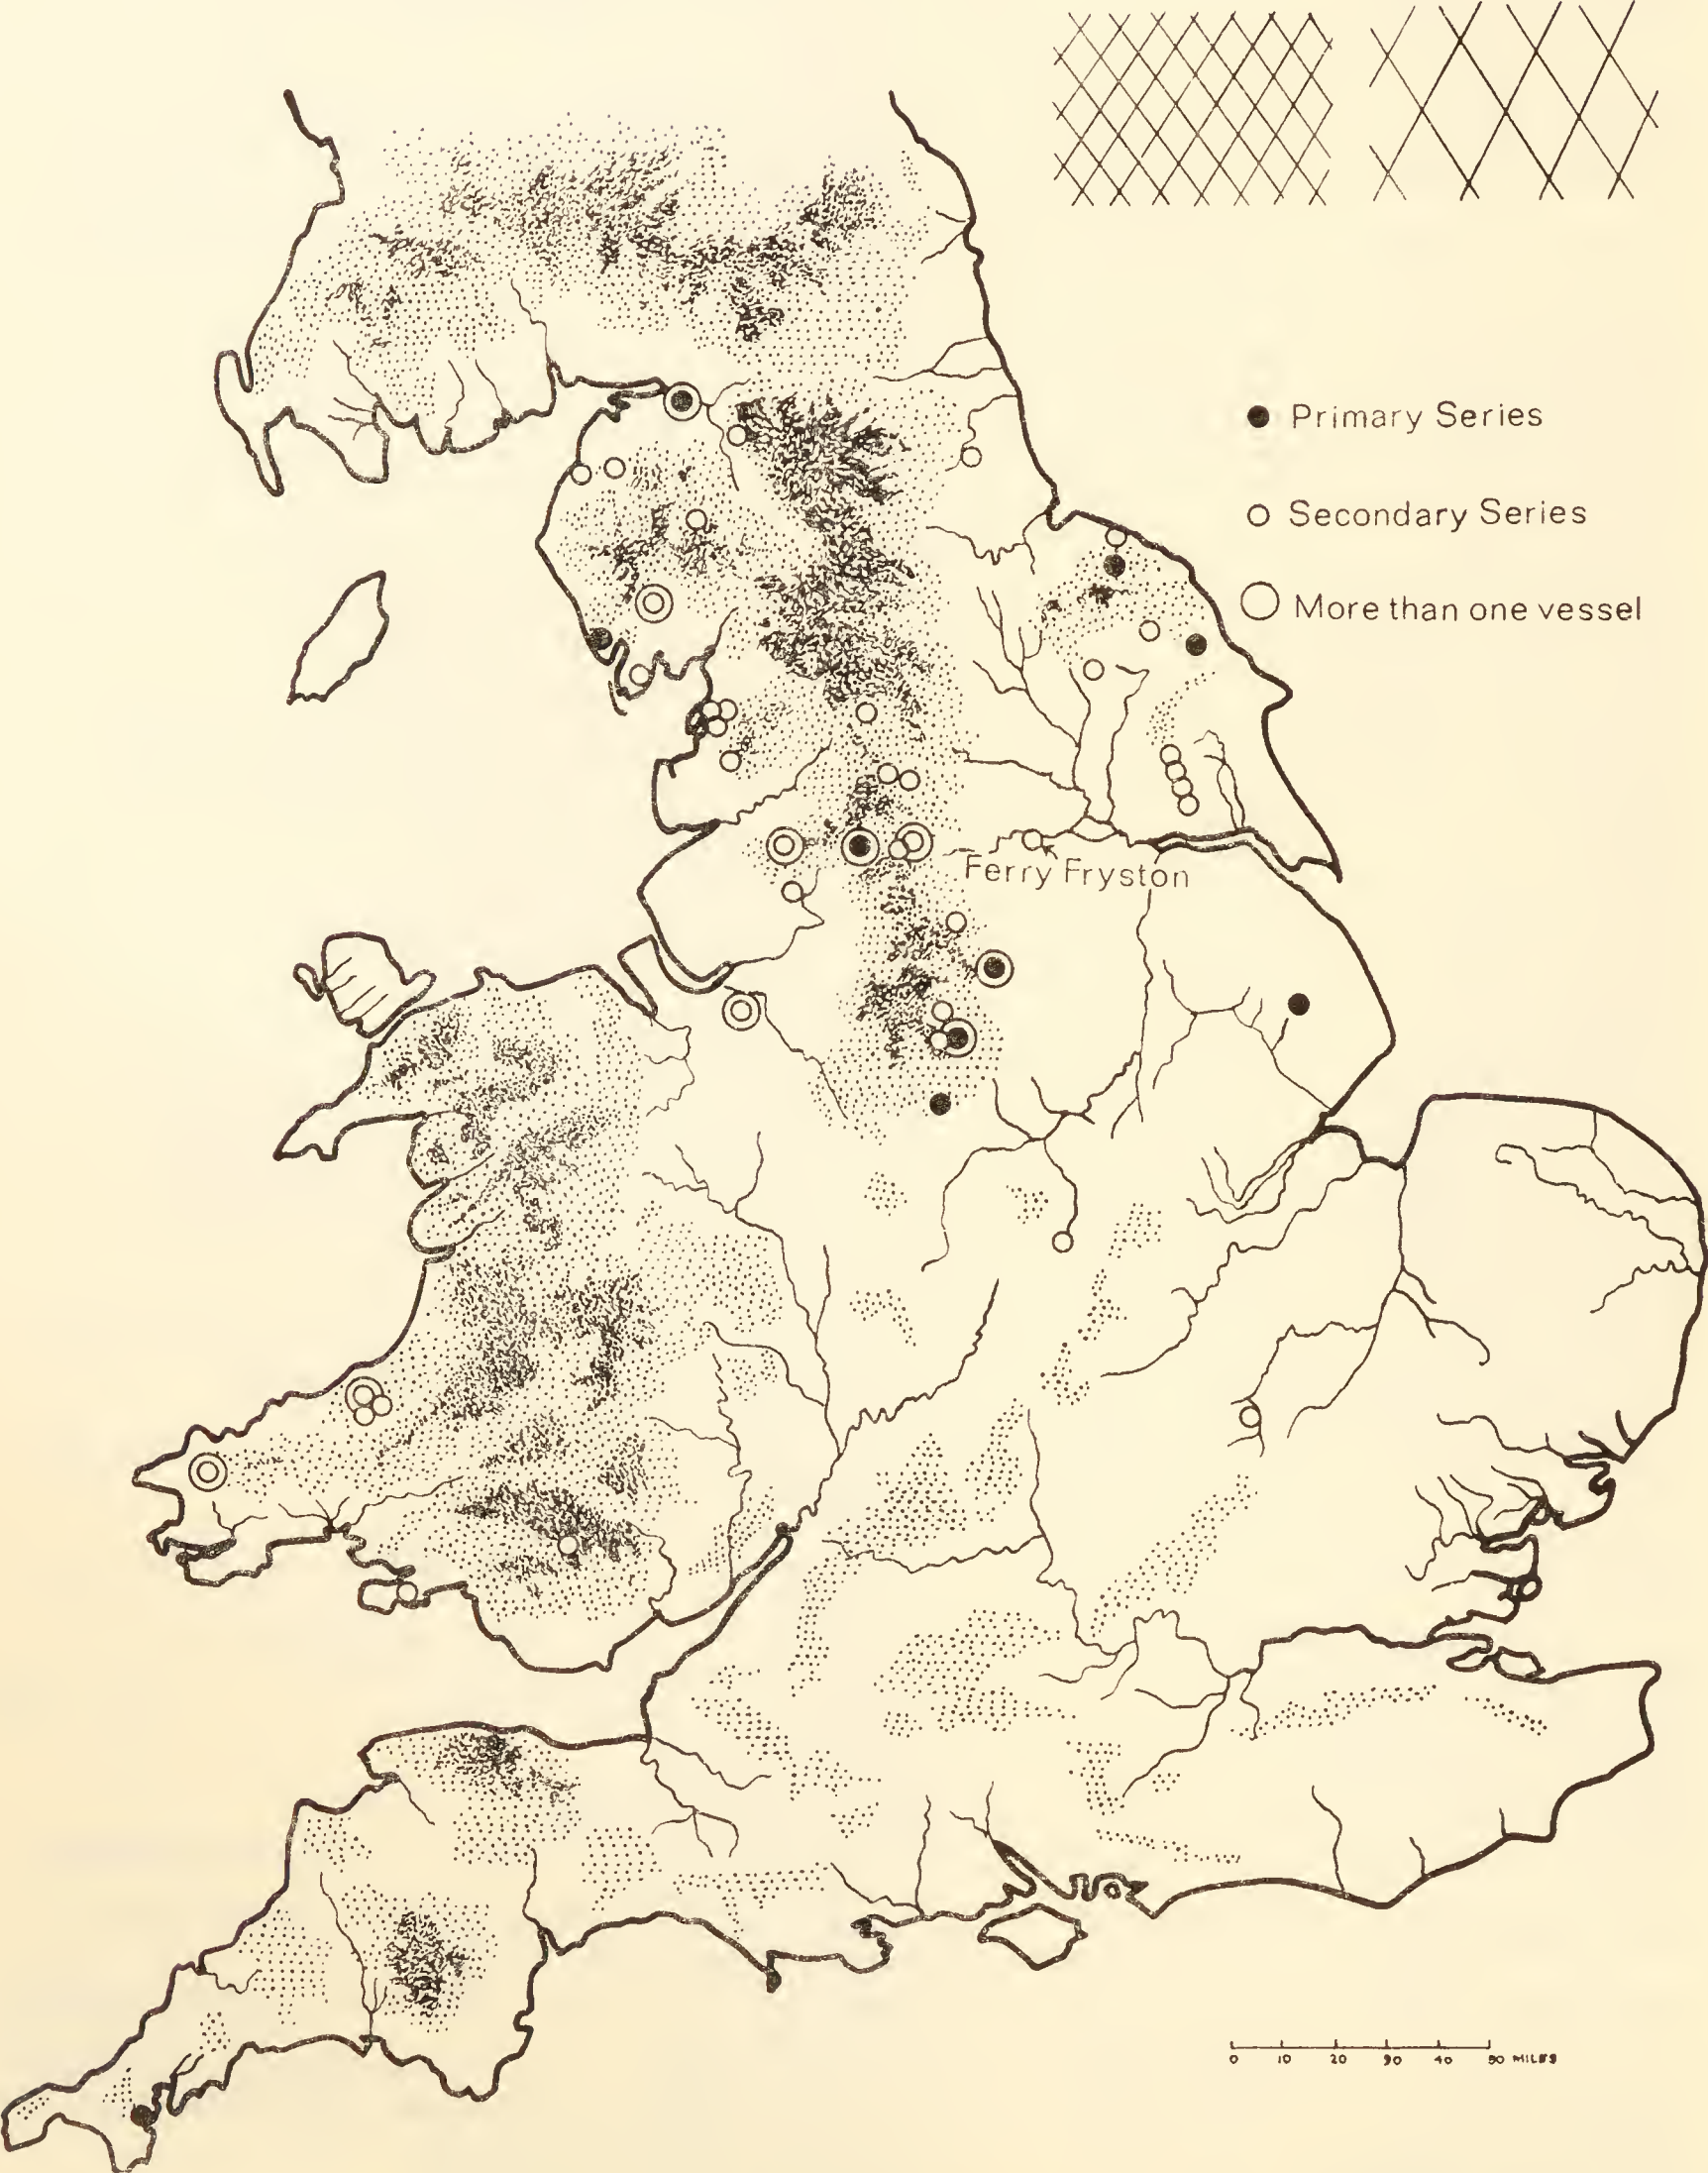 Primary Series
Secondary Series
More than one vessel
Ferry Fryston
0 10 20 30 40 50 MILES